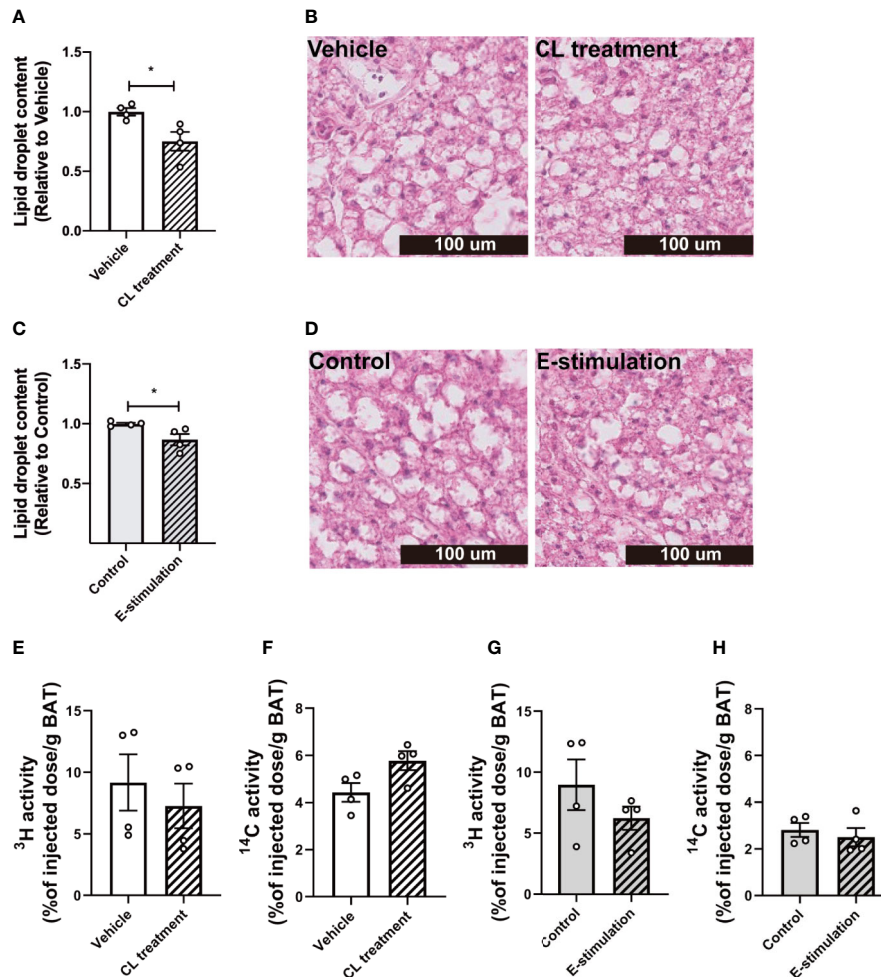 A
Lipid droplet content
(Relative to Vehicle)
1.5
1.0
0.5
0.0
*
Vehicle
CL treatment
B
Vehicle
100 um
CL treatment
100 um
C
Lipid droplet content
(Relative to Control)
1.5
1.0
0.5
*
Control
E-stimulation
D
Control
100 um
E-stimulation
100 um
E
³H activity
(%of injected dose/g BAT)
15
10
5
0
Vehicle
CL treatment
F
¹⁴C activity
(%of injected dose/g BAT)
8
6
4
2
0
Vehicle
CL treatment
G
³H activity
(%of injected dose/g BAT)
15
10
5
0
Control
E-stimulation
H
¹⁴C activity
(%of injected dose/g BAT)
8
6
4
2
0
Control
E-stimulation